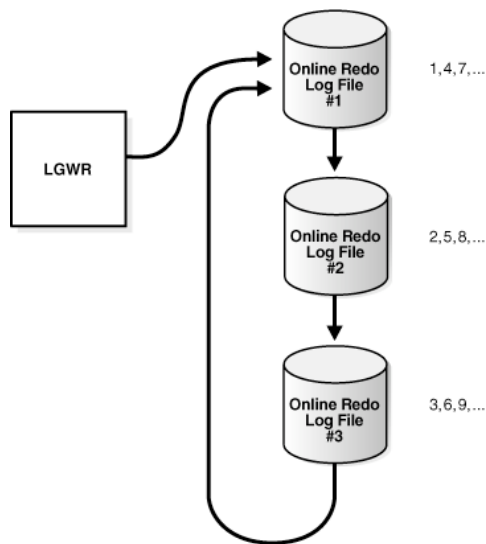 Online Redo
Log File
#1
1,4,7,...
LGWR
Online Redo
Log File
#2
2,5,8,...
Online Redo
Log File
#3
3,6,9,...